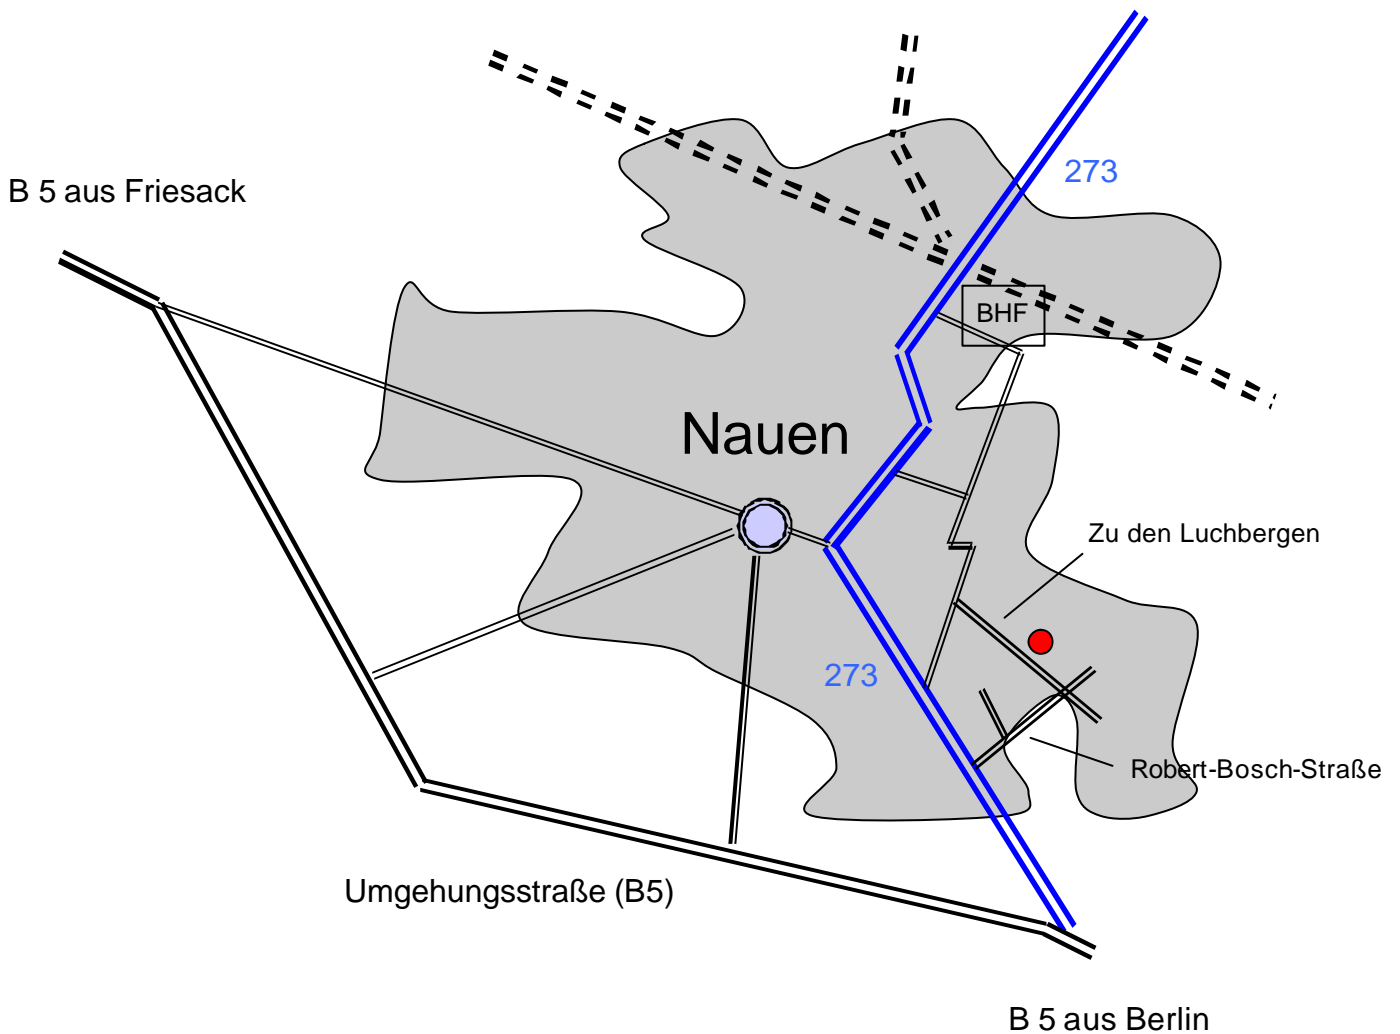 273
B 5 aus Friesack
BHF
Nauen
Zu den Luchbergen
273
Robert-Bosch-Straße
Umgehungsstraße (B5)
B 5 aus Berlin